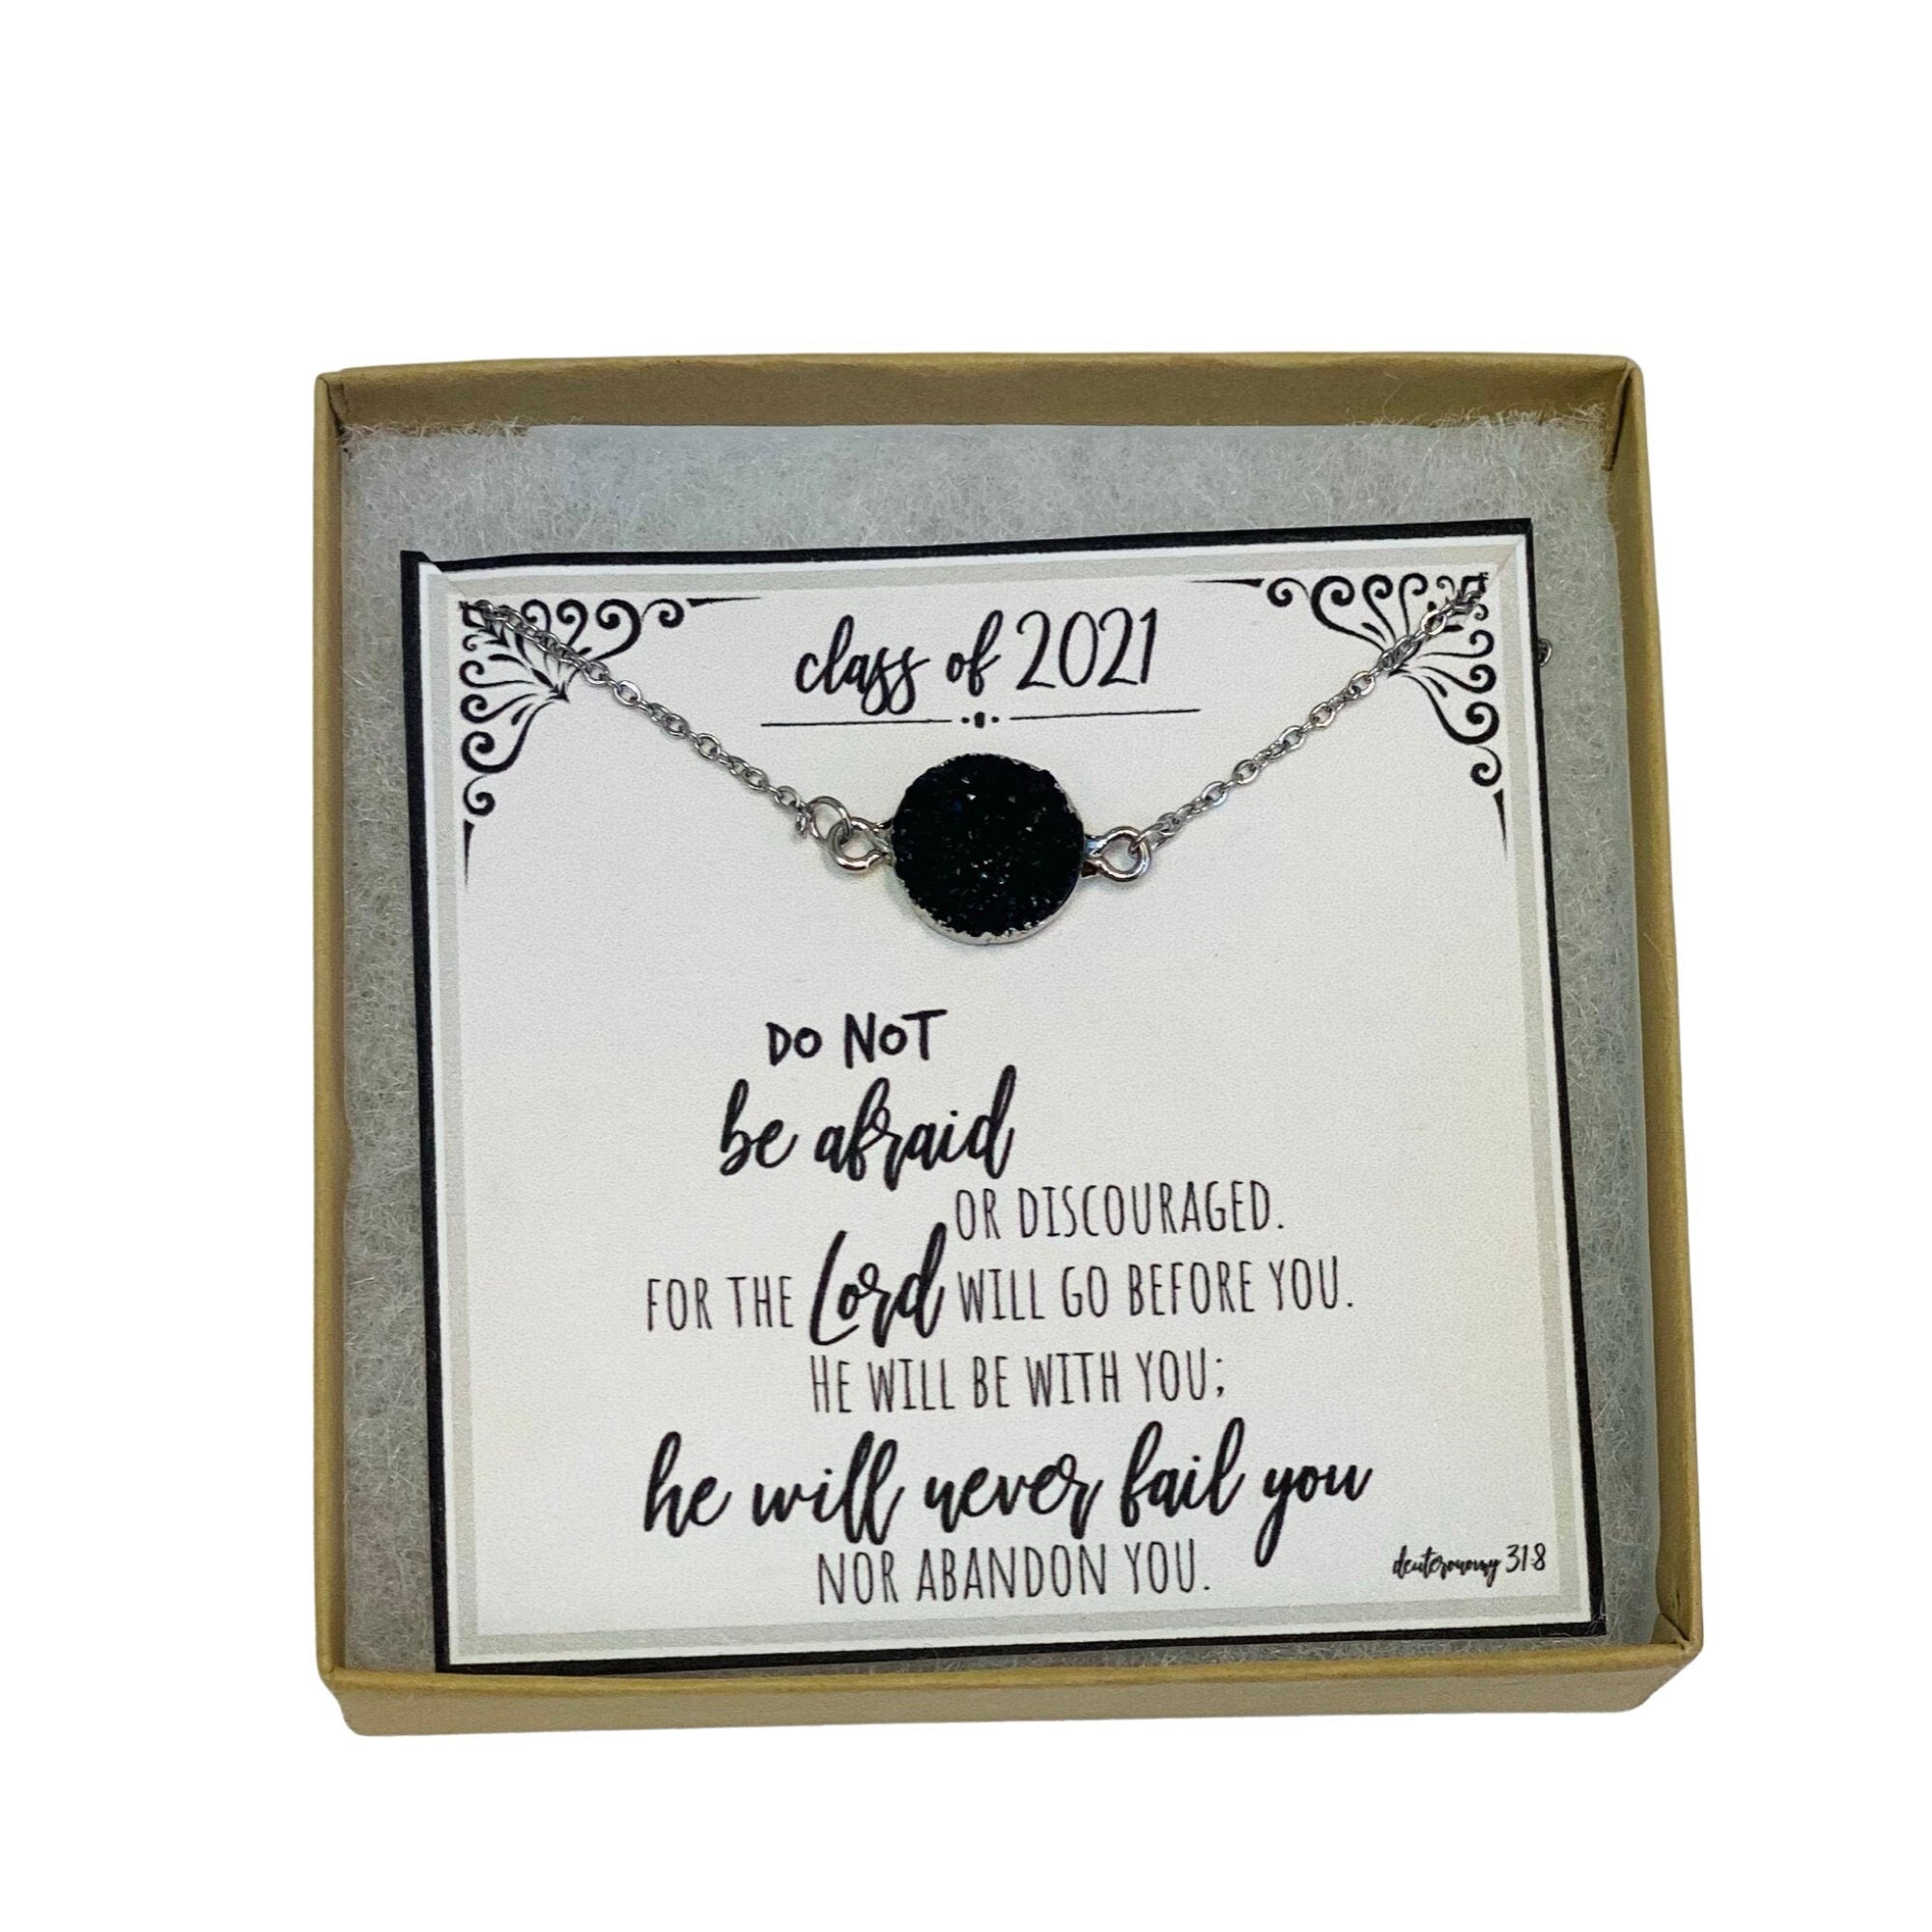 class of 2021
DO NOT
be afraid
OR DISCOURAGED.
FOR THE Lord WILL GO BEFORE YOU.
HE WILL BE WITH YOU;
he will never fail you
NOR ABANDON YOU.
deuteronomy 31:8